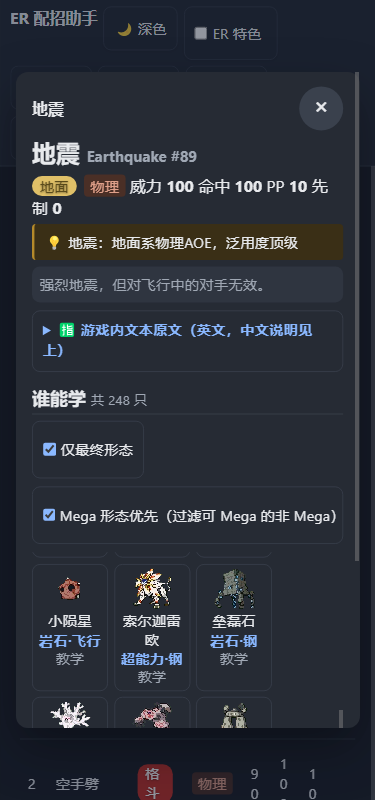 ER 配招助手 🌙 深色 ER 特色
地震 ✕
地震 Earthquake #89
地面 物理 威力 100 命中 100 PP 10 先
制 0
💡 地震：地面系物理AOE，泛用度顶级
强烈地震，但对飞行中的对手无效。
▶ 🈯 游戏内文本原文（英文，中文说明见
上）
谁能学 共 248 只
仅最终形态
Mega 形态优先（过滤可 Mega 的非 Mega）
小陨星
岩石·飞行
教学
索尔迦雷
欧
超能力·钢
教学
垒磊石
岩石·钢
教学
2 空手劈 格
斗 物理 9
0 1
0
0 1
0